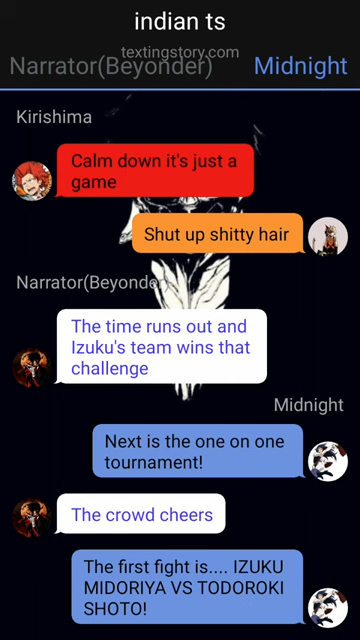 indian ts
textingstory.com
Narrator(Beyonder)
Midnight
Kirishima
Calm down it's just a
game
Shut up shitty hair
Narrator(Beyonder)
The time runs out and
Izuku's team wins that
challenge
Midnight
Next is the one on one
tournament!
The crowd cheers
The first fight is.... IZUKU
MIDORIYA VS TODOROKI
SHOTO!